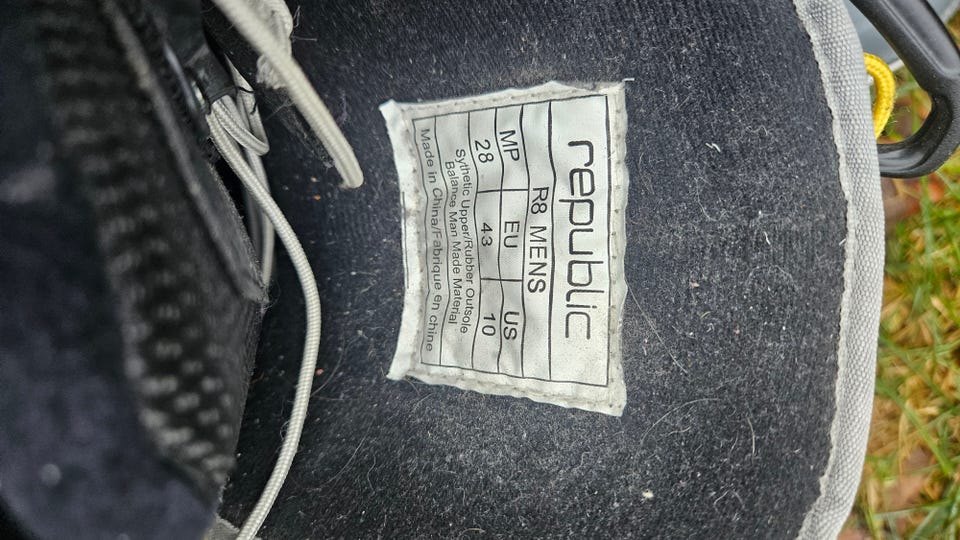 republic
R8 MENS
MP EU US
28 43 10
Sythetic Upper/Rubber Outsole
Balance Man Made Material
Made in China/Fabrique en chine